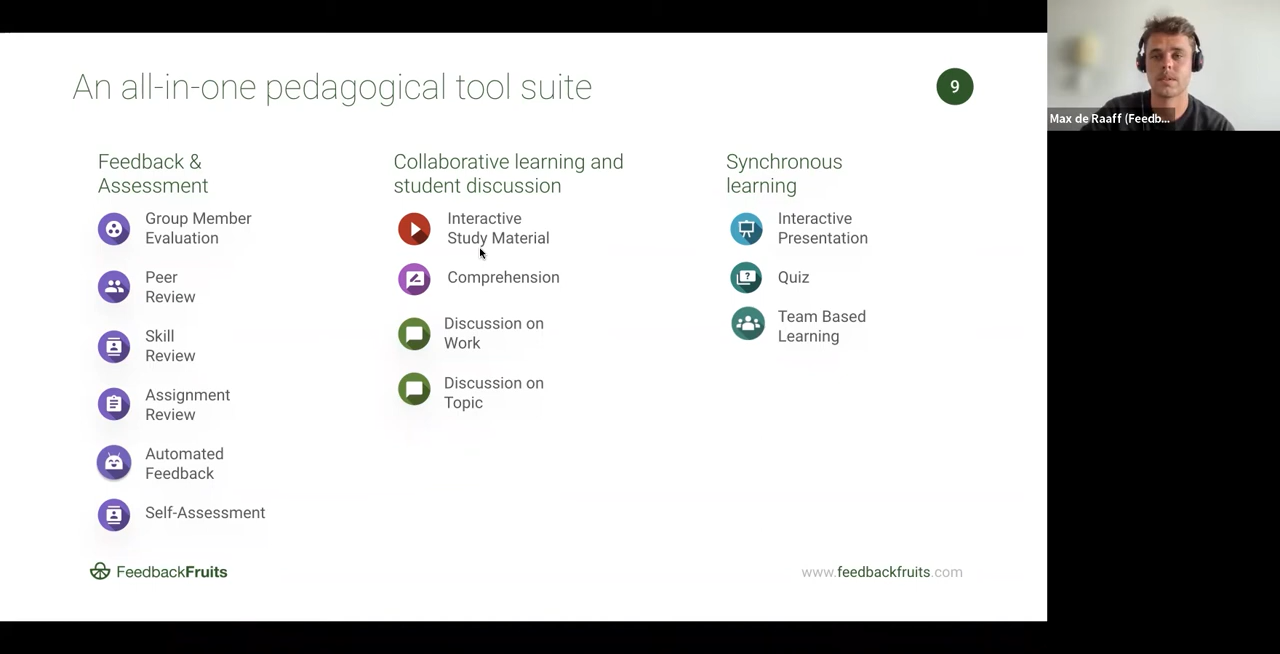 An all-in-one pedagogical tool suite
9
Max de Raaff (Feedb...
Feedback &
Assessment
Group Member
Evaluation
Peer
Review
Skill
Review
Assignment
Review
Automated
Feedback
Self-Assessment
Collaborative learning and
student discussion
Interactive
Study Material
Comprehension
Discussion on
Work
Discussion on
Topic
Synchronous
learning
Interactive
Presentation
?
Quiz
Team Based
Learning
FeedbackFruits
www.feedbackfruits.com